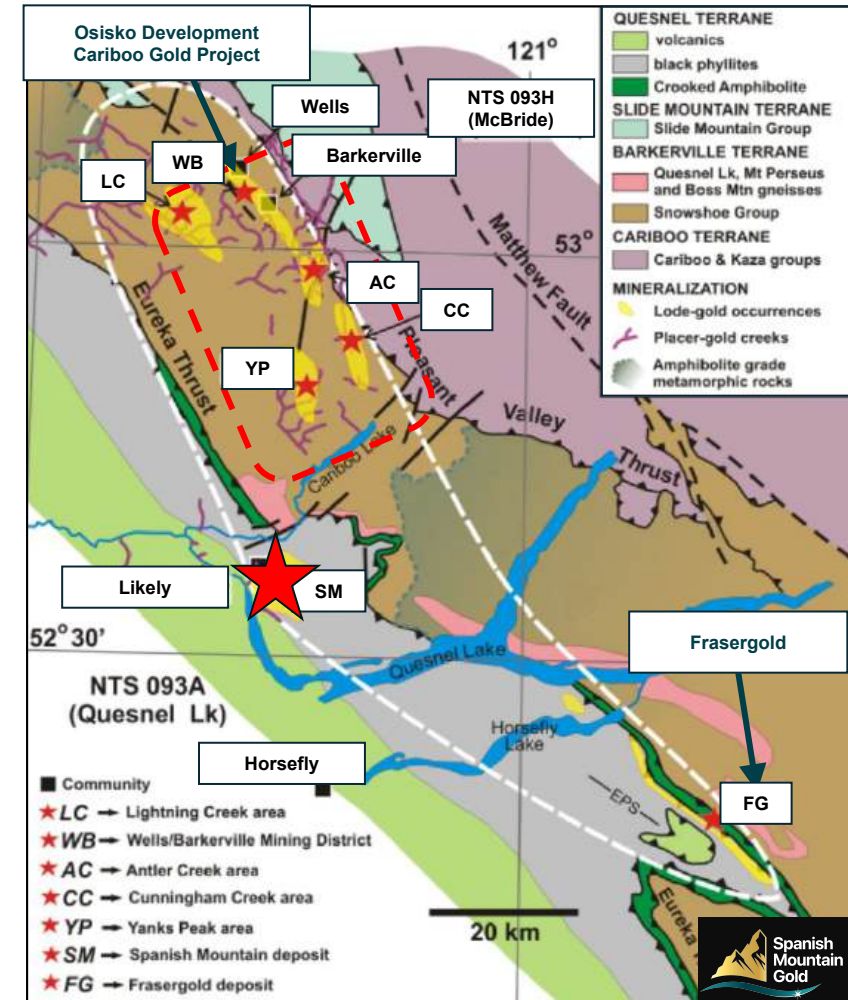 Osisko Development
Cariboo Gold Project
121°
QUESNEL TERRANE
volcanics
black phyllites
Crooked Amphibolite
SLIDE MOUNTAIN TERRANE
Slide Mountain Group
BARKERVILLE TERRANE
Quesnel Lk, Mt Perseus
and Boss Mtn gneisses
Snowshoe Group
CARIBOO TERRANE
Cariboo & Kaza groups
MINERALIZATION
Lode-gold occurrences
Placer-gold creeks
Amphibolite grade
metamorphic rocks
Wells
NTS 093H
(McBride)
WB
Barkerville
LC
Matthew Fault
53°
AC
CC
Eureka Thrust
YP
Pleasant
Valley
Thrust
Cariboo Lake
Likely
SM
52°30'
Frasergold
Quesnel Lake
NTS 093A
(Quesnel Lk)
Horsefly
Lake
Horsefly
FG
EPS
Community
LC → Lightning Creek area
WB → Wells/Barkerville Mining District
AC → Antler Creek area
CC → Cunningham Creek area
YP → Yanks Peak area
SM → Spanish Mountain deposit
FG → Frasergold deposit
20 km
Eureka
Spanish
Mountain
Gold